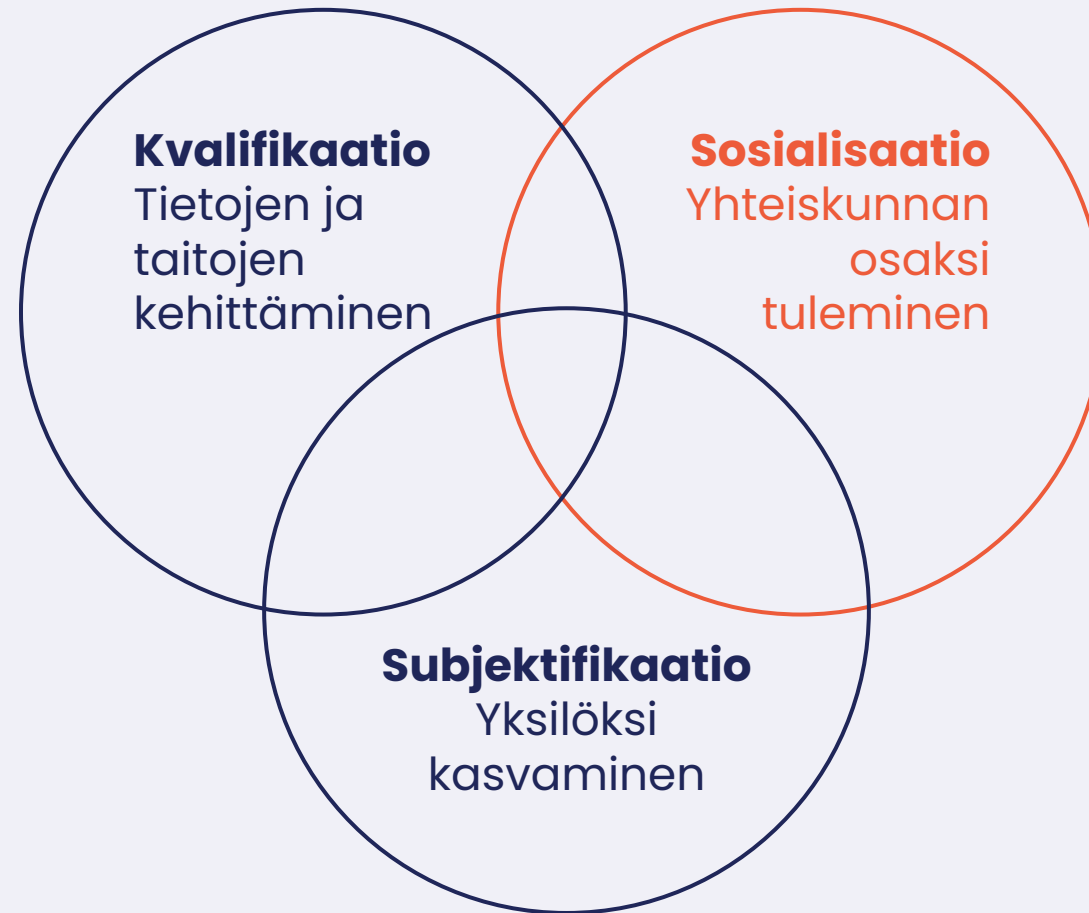 Kvalifikaatio
Tietojen ja
taitojen
kehittäminen
Sosialisaatio
Yhteiskunnan
osaksi
tuleminen
Subjektifikaatio
Yksilöksi
kasvaminen